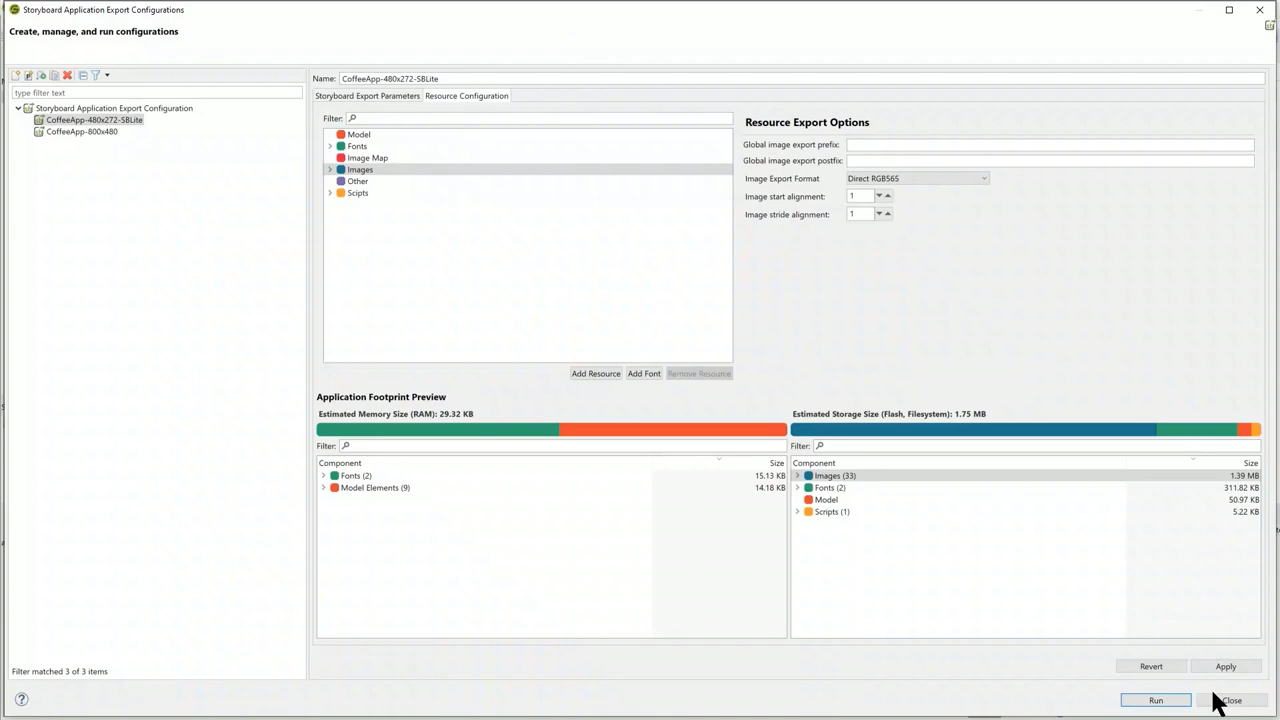 Storyboard Application Export Configurations
Create, manage, and run configurations
Name: CoffeeApp-480x272-SBLite
type filter text
Storyboard Export Parameters Resource Configuration
Storyboard Application Export Configuration
CoffeeApp-480x272-SBLite
CoffeeApp-800x480
Filter:
Model
Fonts
Image Map
Images
Other
Scipts
Resource Export Options
Global image export prefix:
Global image export postfix:
Image Export Format Direct RGB565
Image start alignment: 1
Image stride alignment: 1
Add Resource Add Font Remove Resource
Application Footprint Preview
Estimated Memory Size (RAM): 29.32 KB
Filter:
Component Size
Fonts (2) 15.13 KB
Model Elements (9) 14.18 KB
Estimated Storage Size (Flash, Filesystem): 1.75 MB
Filter:
Component Size
Images (33) 1.39 MB
Fonts (2) 311.82 KB
Model 50.97 KB
Scripts (1) 5.22 KB
Filter matched 3 of 3 items
Revert Apply
Run Close